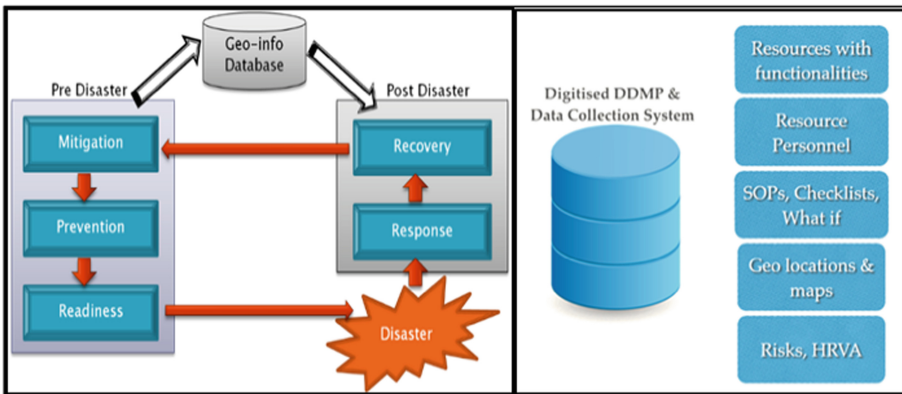 Geo-info
Database
Pre Disaster
Post Disaster
Mitigation
Prevention
Readiness
Recovery
Response
Disaster
Digitised DDMP &
Data Collection System
Resources with
functionalities
Resource
Personnel
SOPs, Checklists,
What if
Geo locations &
maps
Risks, HRVA